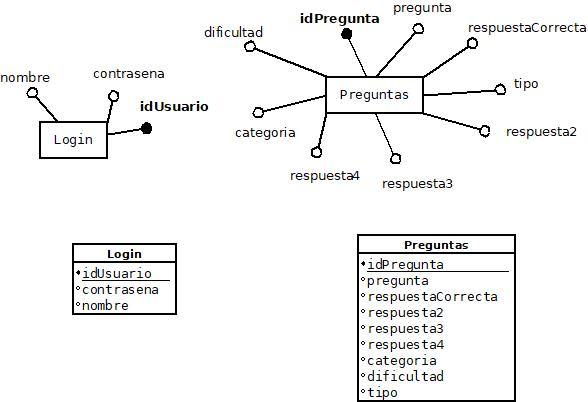 pregunta
idPregunta
respuestaCorrecta
dificultad
nombre
contrasena
tipo
Preguntas
idUsuario
categoria
respuesta2
Login
respuesta4
respuesta3
Login
idUsuario
contrasena
nombre
Preguntas
idPregunta
pregunta
respuestaCorrecta
respuesta2
respuesta3
respuesta4
categoria
dificultad
tipo